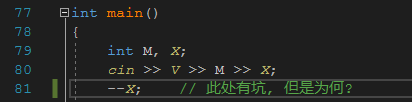 77 int main()
78 {
79 int M, X;
80 cin >> V >> M >> X;
81 --X; // 此处有坑, 但是为何?